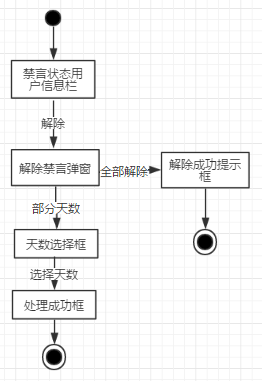 禁言状态用
户信息栏
解除
解除禁言弹窗
全部解除
解除成功提示
框
部分天数
天数选择框
选择天数
处理成功框